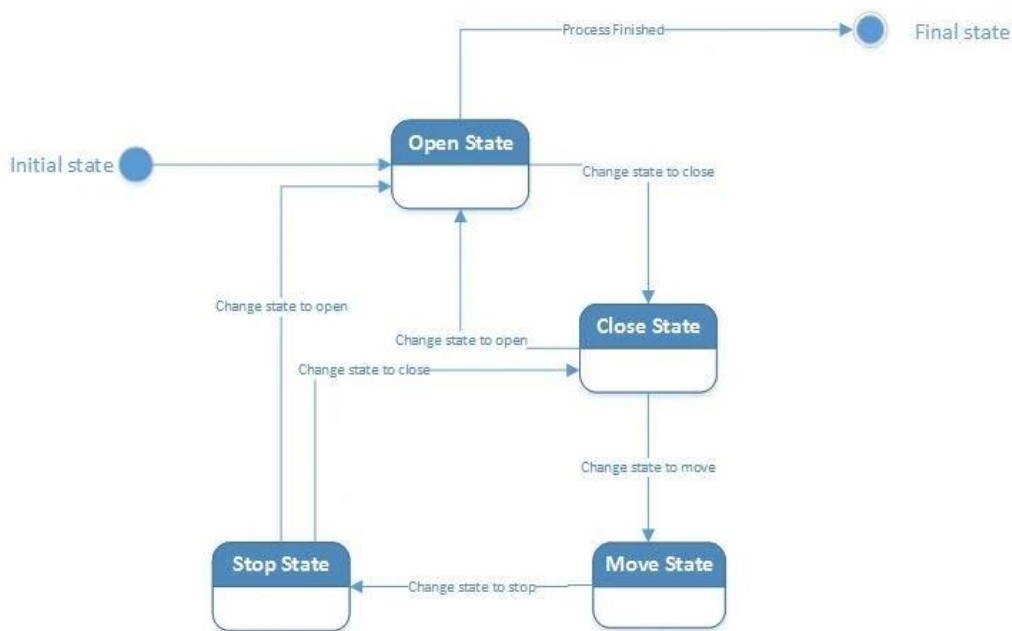 Process Finished
Final state
Open State
Initial state
Change state to close
Change state to open
Close State
Change state to open
Change state to close
Change state to move
Stop State
Move State
Change state to stop